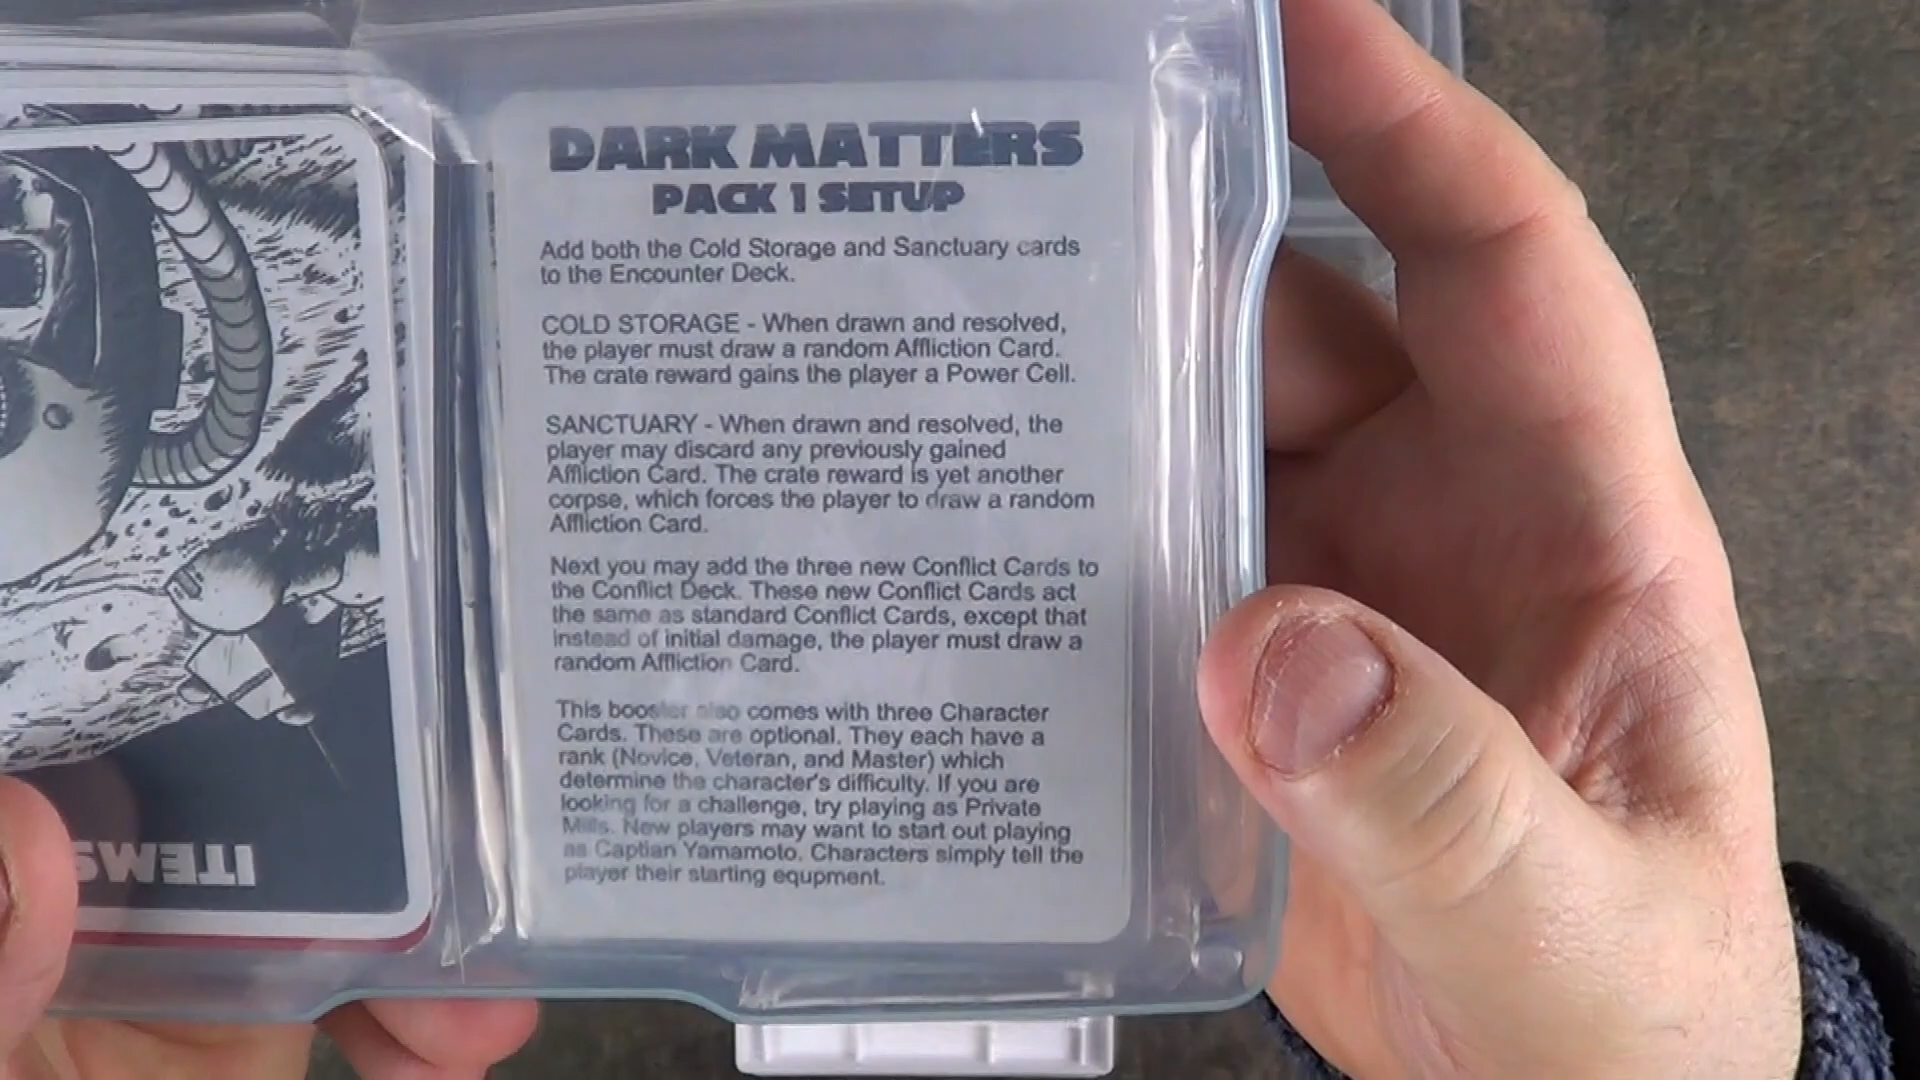 DARK MATTERS
PACK 1 SETUP
Add both the Cold Storage and Sanctuary cards
to the Encounter Deck.
COLD STORAGE - When drawn and resolved,
the player must draw a random Affliction Card.
The crate reward gains the player a Power Cell.
SANCTUARY - When drawn and resolved, the
player may discard any previously gained
Affliction Card. The crate reward is yet another
corpse, which forces the player to draw a random
Affliction Card.
Next you may add the three new Conflict Cards to
the Conflict Deck. These new Conflict Cards act
the same as standard Conflict Cards, except that
instead of initial damage, the player must draw a
random Affliction Card.
This booster also comes with three Character
Cards. These are optional. They each have a
rank (Novice, Veteran, and Master) which
determine the character's difficulty. If you are
looking for a challenge, try playing as Private
Mills. New players may want to start out playing
as Captian Yamamoto. Characters simply tell the
player their starting equpment.
ITEMS